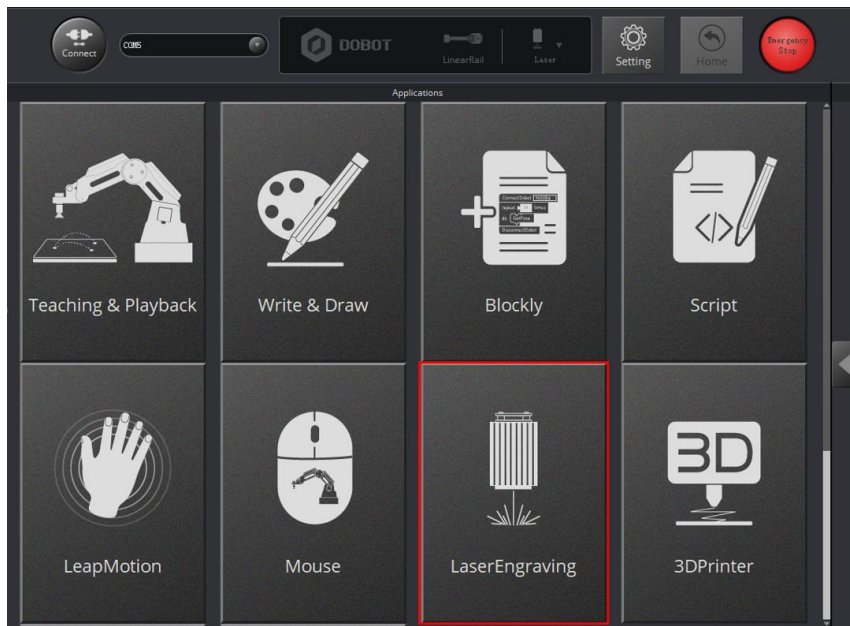 Connect
COM5
DOBOT
LinearRail
Laser
Setting
Home
Emergency
Stop
Applications
Teaching & Playback
Write & Draw
Blockly
Script
LeapMotion
Mouse
LaserEngraving
3D
3DPrinter